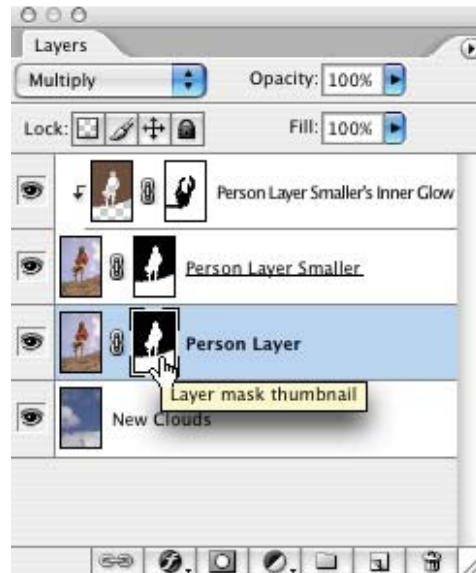 Layers
Multiply Opacity: 100%
Lock: Fill: 100%
Person Layer Smaller's Inner Glow
Person Layer Smaller
Person Layer
Layer mask thumbnail
New Clouds